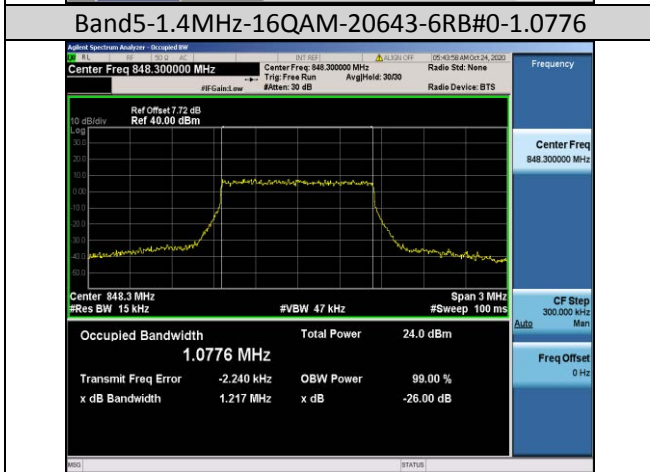 Band5-1.4MHz-16QAM-20643-6RB#0-1.0776
Agilent Spectrum Analyzer - Occupied BW
RL RF 50 Ω AC INT REF ALIGN OFF 05:43:58 AM Oct 24, 2020
Center Freq 848.300000 MHz
Center Freq: 848.300000 MHz
Radio Std: None
Trig: Free Run Avg|Hold: 30/30
#IFGain:Low #Atten: 30 dB Radio Device: BTS
Frequency
Ref Offset 7.72 dB
10 dB/div Ref 40.00 dBm
Log
30.0
20.0
10.0
0.00
-10.0
-20.0
-30.0
-40.0
-50.0
Center Freq
848.300000 MHz
Center 848.3 MHz Span 3 MHz
#Res BW 15 kHz #VBW 47 kHz #Sweep 100 ms
CF Step
300.000 kHz
Auto Man
Occupied Bandwidth Total Power 24.0 dBm
1.0776 MHz
Transmit Freq Error -2.240 kHz OBW Power 99.00 %
x dB Bandwidth 1.217 MHz x dB -26.00 dB
Freq Offset
0 Hz
MSG STATUS